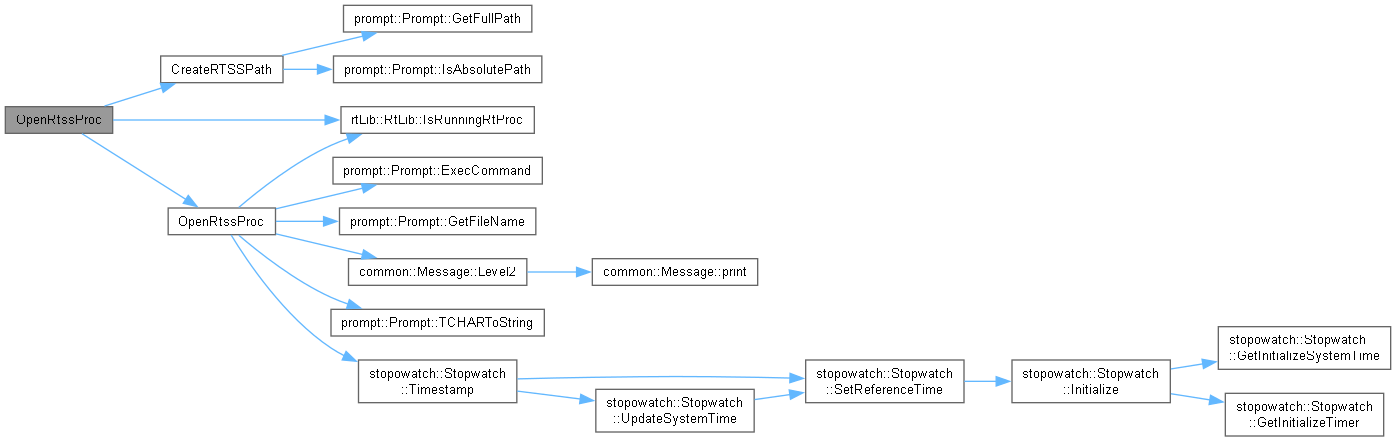 prompt::Prompt::GetFullPath
CreateRTSSPath
prompt::Prompt::IsAbsolutePath
OpenRtssProc
rtLib::RtLib::IsRunningRtProc
prompt::Prompt::ExecCommand
OpenRtssProc
prompt::Prompt::GetFileName
common::Message::Level2
common::Message::print
prompt::Prompt::TCHARToString
stopowatch::Stopwatch
::Timestamp
stopowatch::Stopwatch
::UpdateSystemTime
stopowatch::Stopwatch
::SetReferenceTime
stopowatch::Stopwatch
::Initialize
stopowatch::Stopwatch
::GetInitializeSystemTime
stopowatch::Stopwatch
::GetInitializeTimer